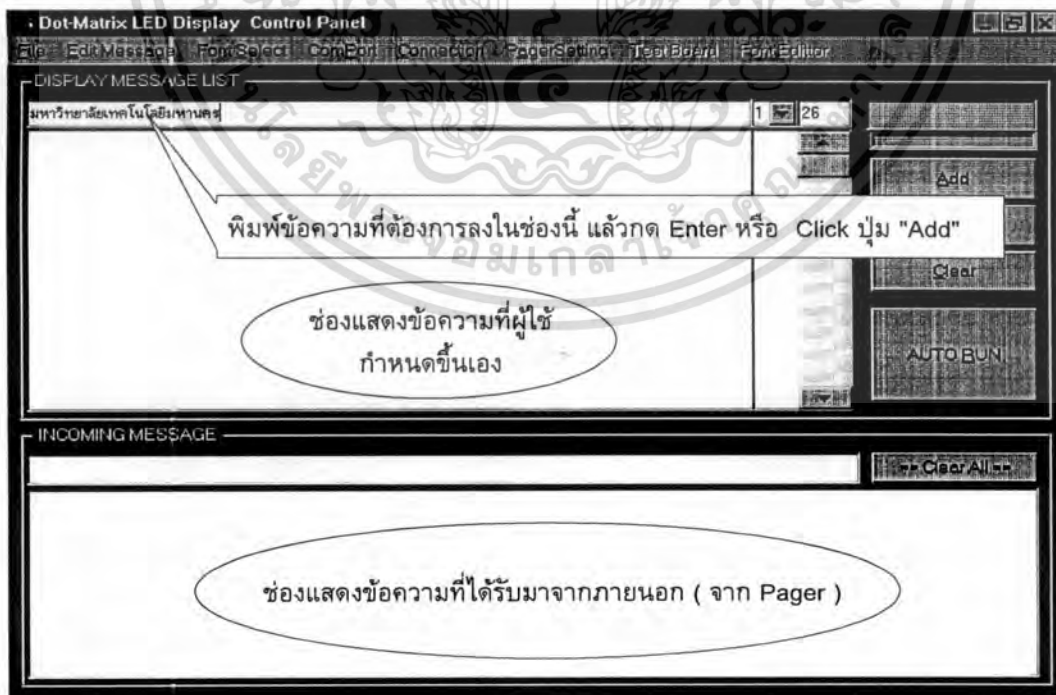 Dot-Matrix LED Display Control Panel
File EditMessage FontSelect ComPort Connection PagerSetting TestBoard FontEditor
DISPLAY MESSAGE LIST
มหาวิทยาลัยเทคโนโลยีมหานคร 1 26
Add
พิมพ์ข้อความที่ต้องการลงในช่องนี้ แล้วกด Enter หรือ Click ปุ่ม "Add"
Clear
ช่องแสดงข้อความที่ผู้ใช้
กำหนดขึ้นเอง
AUTO RUN
INCOMING MESSAGE
== Clear All ==
ช่องแสดงข้อความที่ได้รับมาจากภายนอก ( จาก Pager )